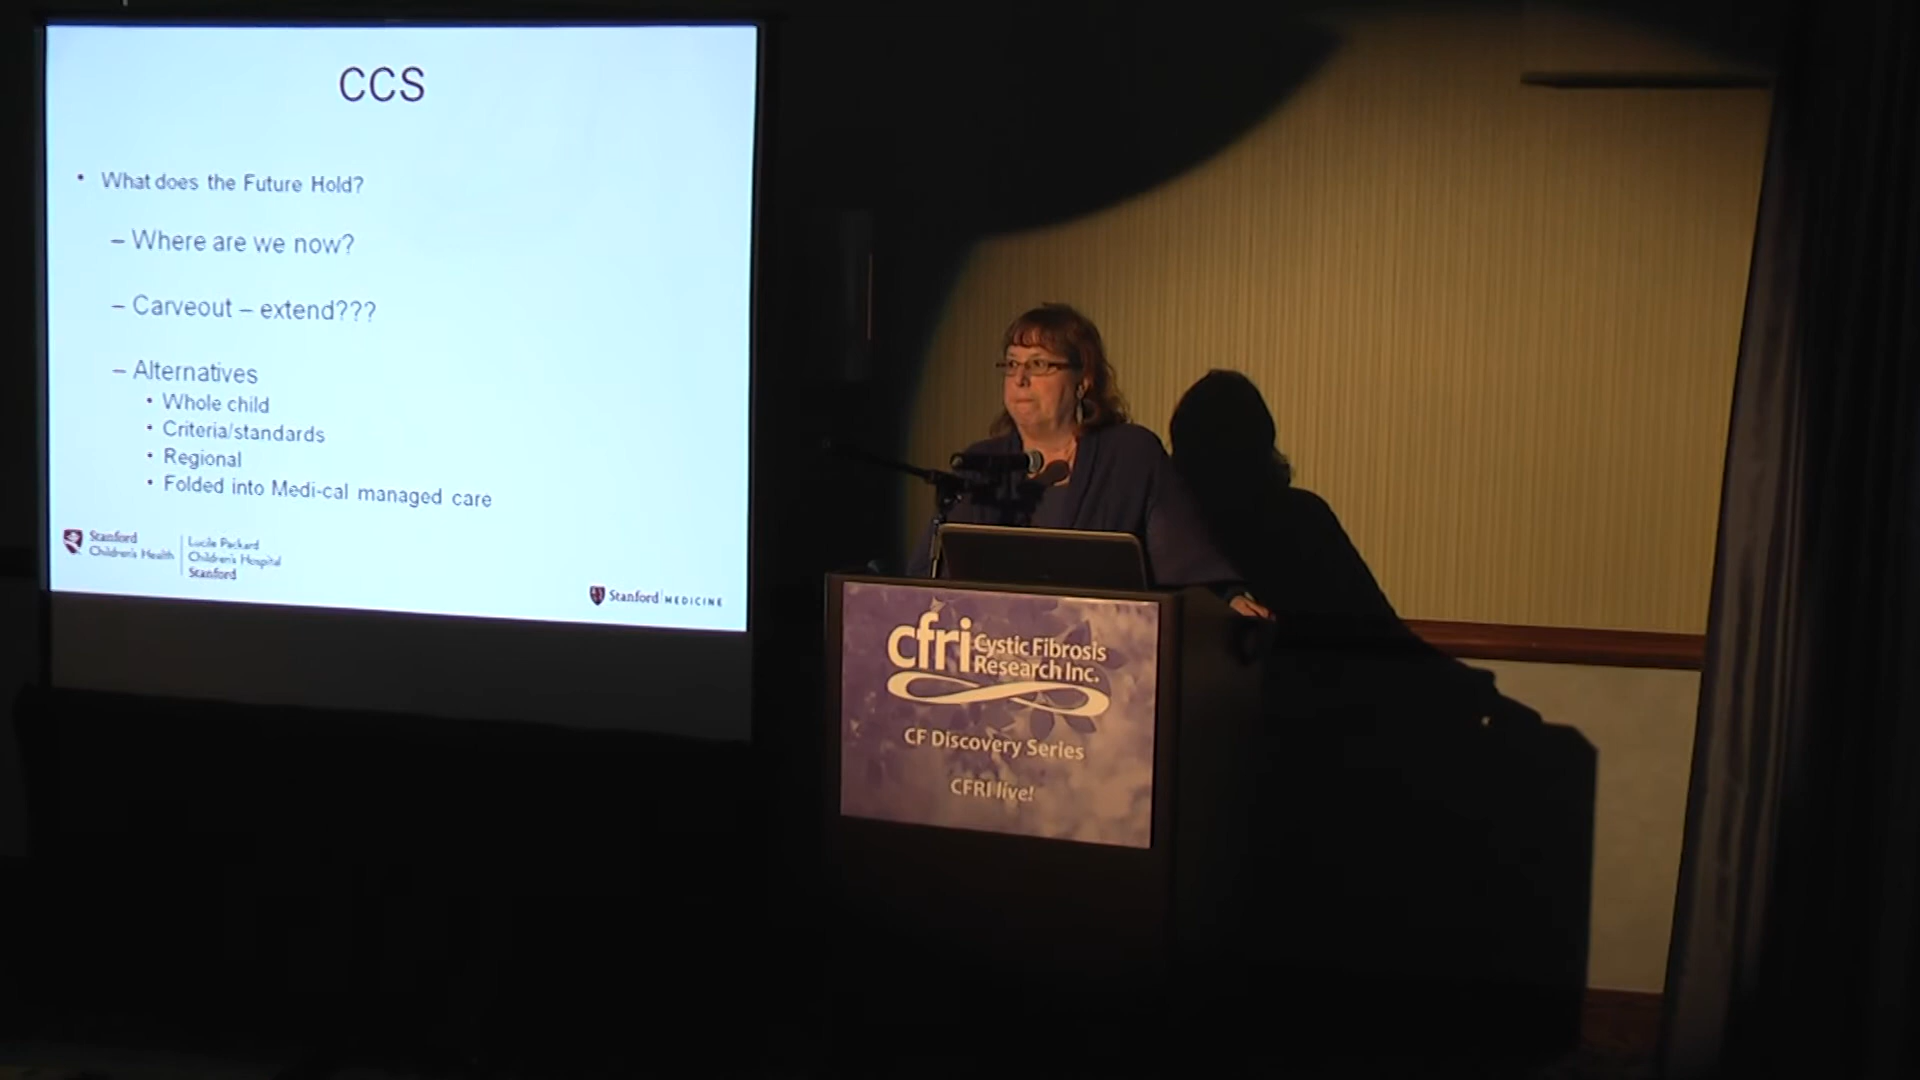 CCS
• What does the Future Hold?
– Where are we now?
– Carveout – extend???
– Alternatives
• Whole child
• Criteria/standards
• Regional
• Folded into Medi-cal managed care
Stanford
Children's Health
Lucile Packard
Children's Hospital
Stanford
Stanford MEDICINE
cfri Cystic Fibrosis
Research Inc.
CF Discovery Series
CFRI live!